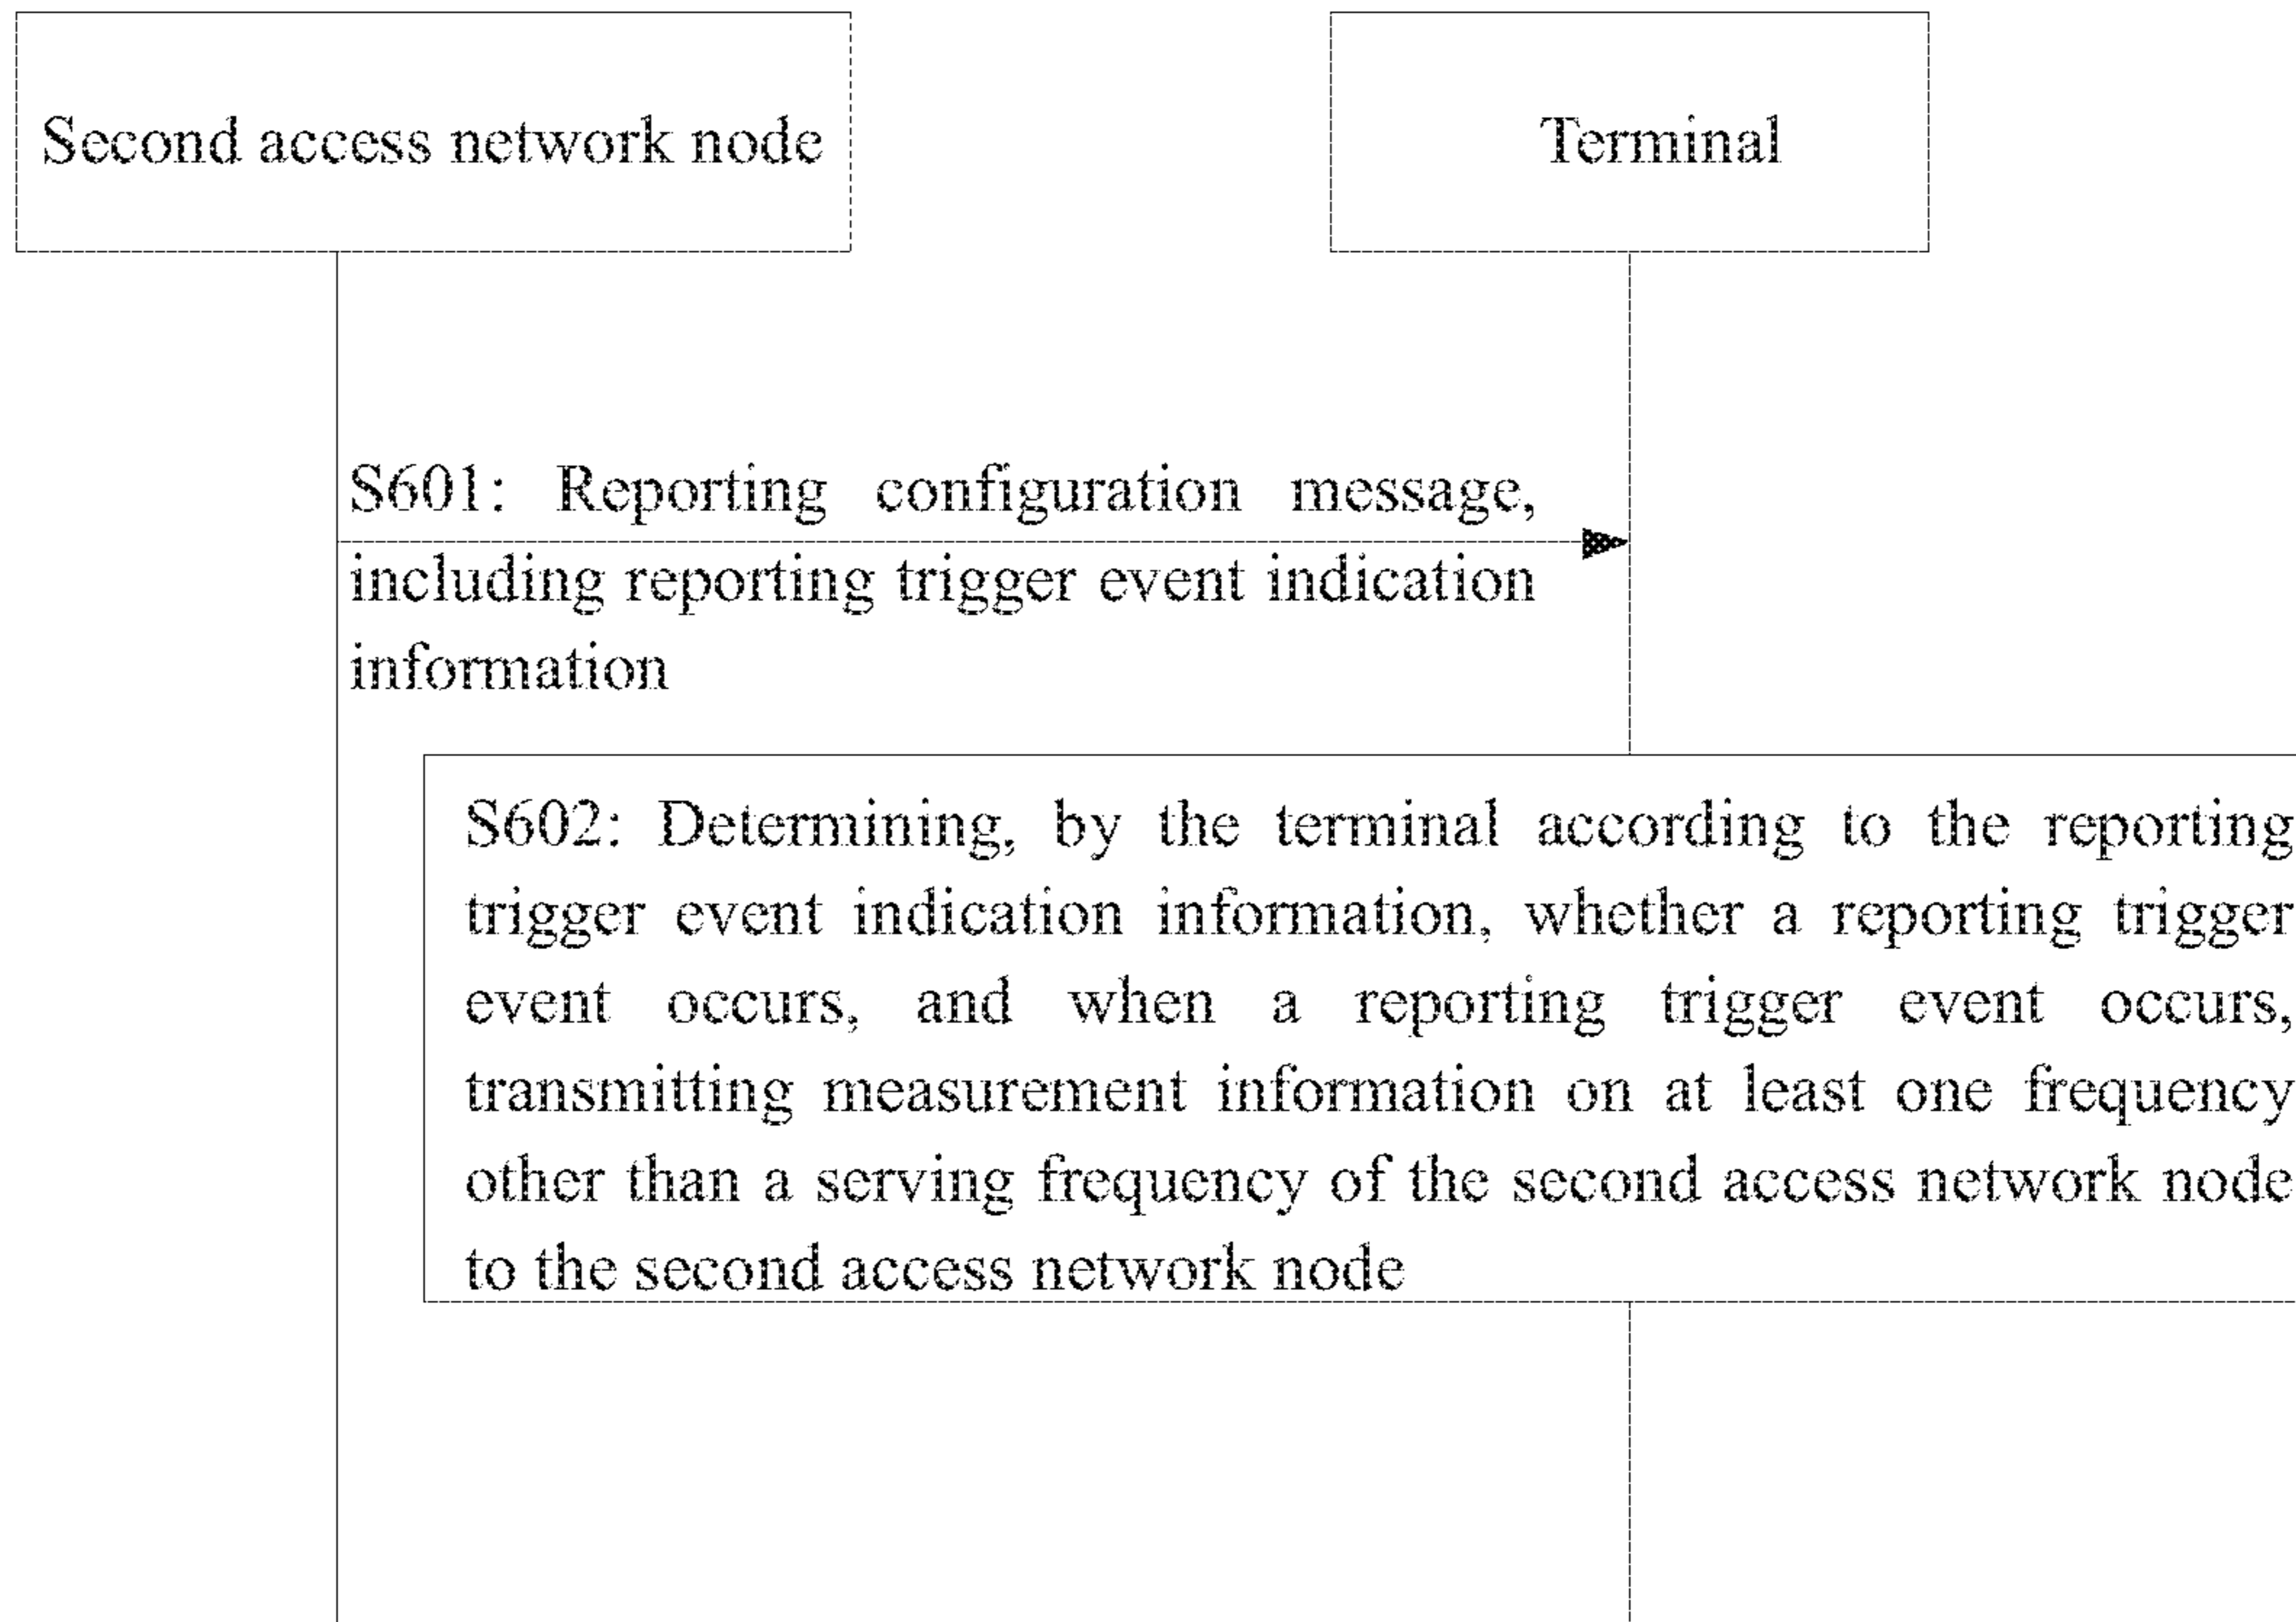 Second access network node
Terminal
S601: Reporting configuration message,
including reporting trigger event indication
information
S602: Determining, by the terminal according to the reporting
trigger event indication information, whether a reporting trigger
event occurs, and when a reporting trigger event occurs,
transmitting measurement information on at least one frequency
other than a serving frequency of the second access network node
to the second access network node